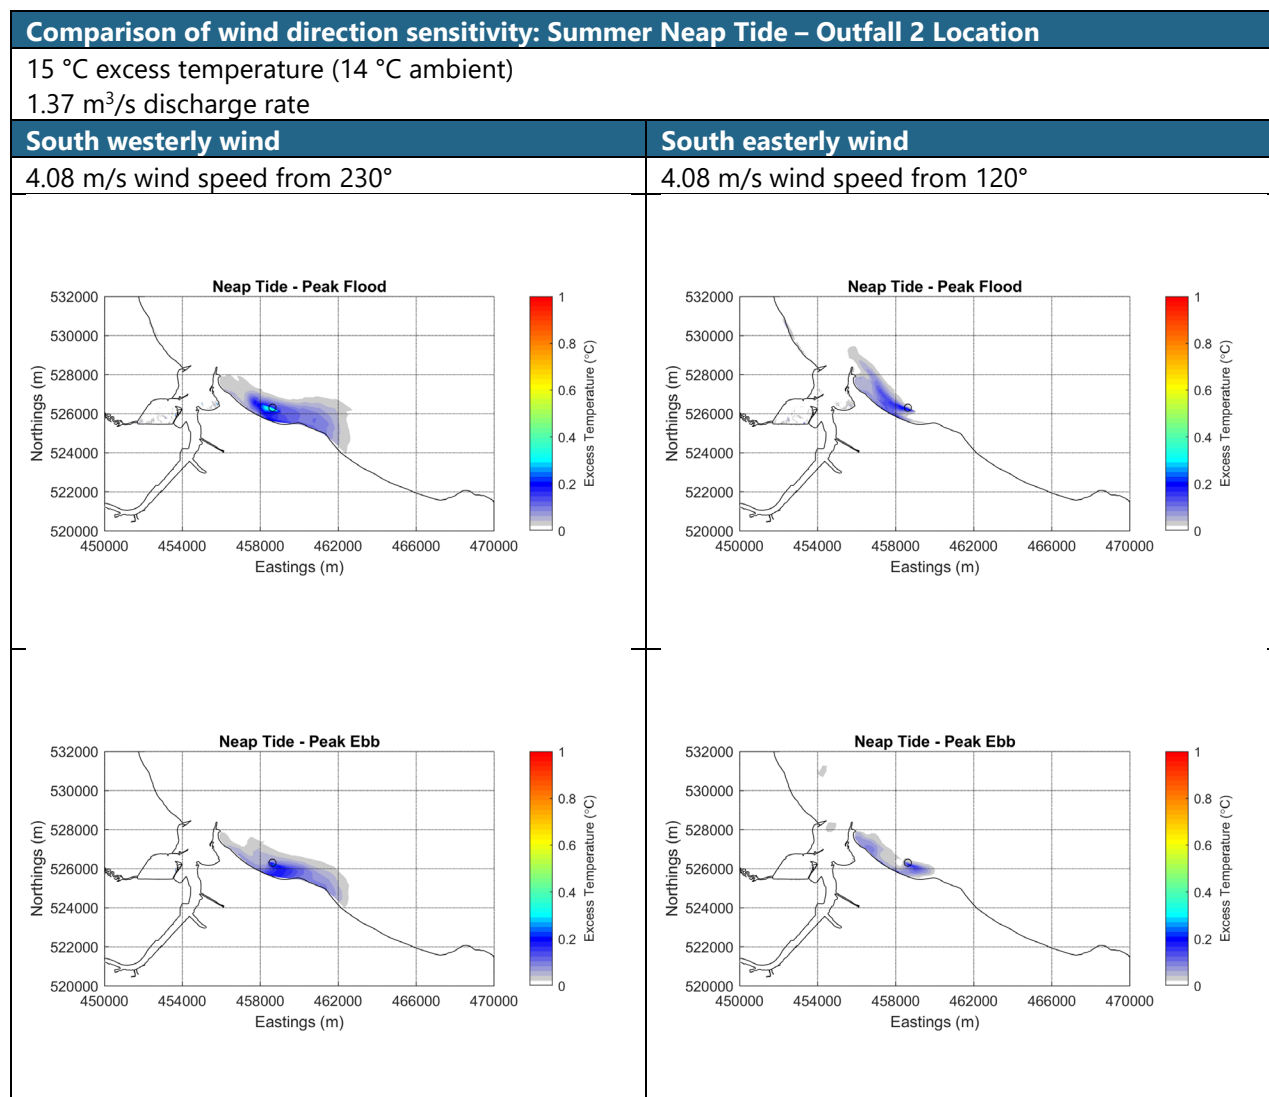 Comparison of wind direction sensitivity: Summer Neap Tide – Outfall 2 Location
15 °C excess temperature (14 °C ambient)
1.37 m³/s discharge rate
South westerly wind
South easterly wind
4.08 m/s wind speed from 230°
4.08 m/s wind speed from 120°
Neap Tide - Peak Flood
532000
530000
528000
526000
524000
522000
520000
Northings (m)
450000 454000 458000 462000 466000 470000
Eastings (m)
1
0.8
0.6
0.4
0.2
0
Excess Temperature (°C)
Neap Tide - Peak Flood
532000
530000
528000
526000
524000
522000
520000
Northings (m)
450000 454000 458000 462000 466000 470000
Eastings (m)
1
0.8
0.6
0.4
0.2
0
Excess Temperature (°C)
Neap Tide - Peak Ebb
532000
530000
528000
526000
524000
522000
520000
Northings (m)
450000 454000 458000 462000 466000 470000
Eastings (m)
1
0.8
0.6
0.4
0.2
0
Excess Temperature (°C)
Neap Tide - Peak Ebb
532000
530000
528000
526000
524000
522000
520000
Northings (m)
450000 454000 458000 462000 466000 470000
Eastings (m)
1
0.8
0.6
0.4
0.2
0
Excess Temperature (°C)